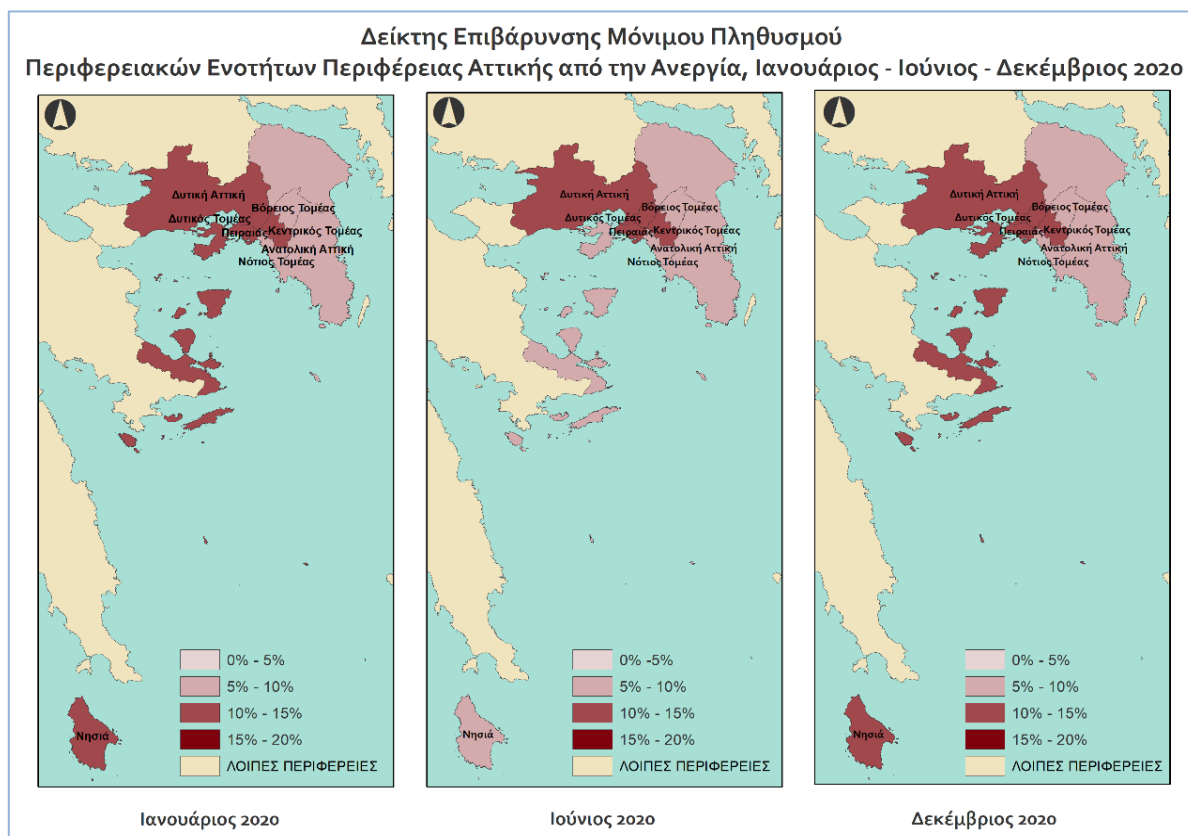 Δείκτης Επιβάρυνσης Μόνιμου Πληθυσμού
Περιφερειακών Ενοτήτων Περιφέρειας Αττικής από την Ανεργία, Ιανουάριος - Ιούνιος - Δεκέμβριος 2020
Δυτική Αττική
Βόρειος Τομέας
Δυτικός Τομέας
Πειραιάς
Κεντρικός Τομέας
Ανατολική Αττική
Νότιος Τομέας
Νησιά
0% - 5%
5% - 10%
10% - 15%
15% - 20%
ΛΟΙΠΕΣ ΠΕΡΙΦΕΡΕΙΕΣ
Ιανουάριος 2020
Δυτική Αττική
Βόρειος Τομέας
Δυτικός Τομέας
Πειραιάς
Κεντρικός Τομέας
Ανατολική Αττική
Νότιος Τομέας
Νησιά
0% -5%
5% - 10%
10% - 15%
15% - 20%
ΛΟΙΠΕΣ ΠΕΡΙΦΕΡΕΙΕΣ
Ιούνιος 2020
Δυτική Αττική
Βόρειος Τομέας
Δυτικός Τομέας
Πειραιάς
Κεντρικός Τομέας
Ανατολική Αττική
Νότιος Τομέας
Νησιά
0% - 5%
5% - 10%
10% - 15%
15% - 20%
ΛΟΙΠΕΣ ΠΕΡΙΦΕΡΕΙΕΣ
Δεκέμβριος 2020